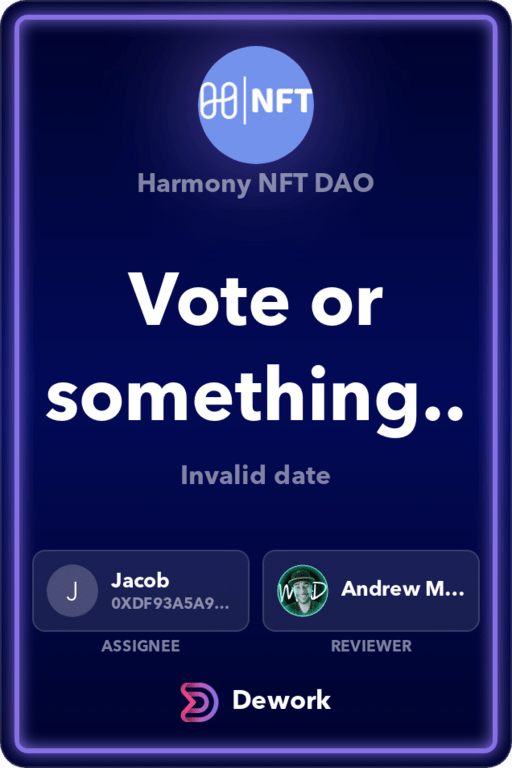 NFT
Harmony NFT DAO
Vote or
something..
Invalid date
J
Jacob
0XDF93A5A9...
Andrew M...
ASSIGNEE
REVIEWER
Dework